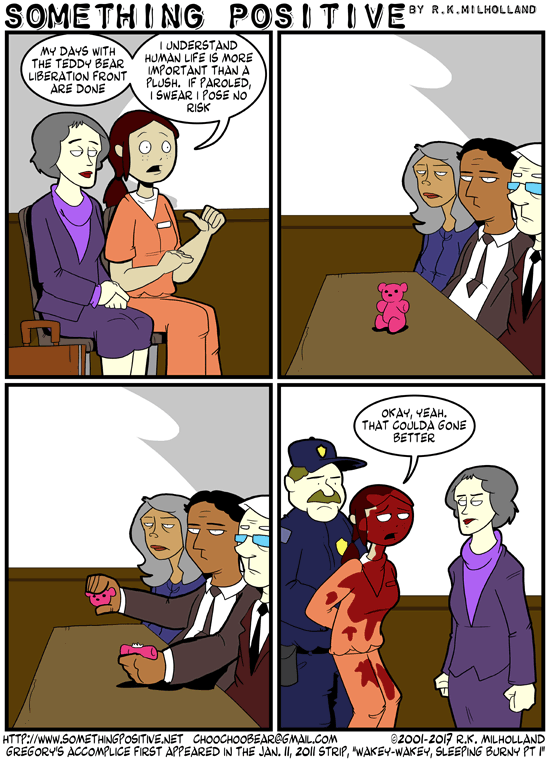 SOMETHING POSITIVE BY R.K.MILHOLLAND
MY DAYS WITH
THE TEDDY BEAR
LIBERATION FRONT
ARE DONE
I UNDERSTAND
HUMAN LIFE IS MORE
IMPORTANT THAN A
PLUSH. IF PAROLED,
I SWEAR I POSE NO
RISK
OKAY, YEAH.
THAT COULDA GONE
BETTER
HTTP://WWW.SOMETHINGPOSITIVE.NET CHOOCHOOBEAR@GMAIL.COM ©2001-2017 R.K. MILHOLLAND
GREGORY'S ACCOMPLICE FIRST APPEARED IN THE JAN. 11, 2011 STRIP, "WAKEY-WAKEY, SLEEPING BURNY PT 1"